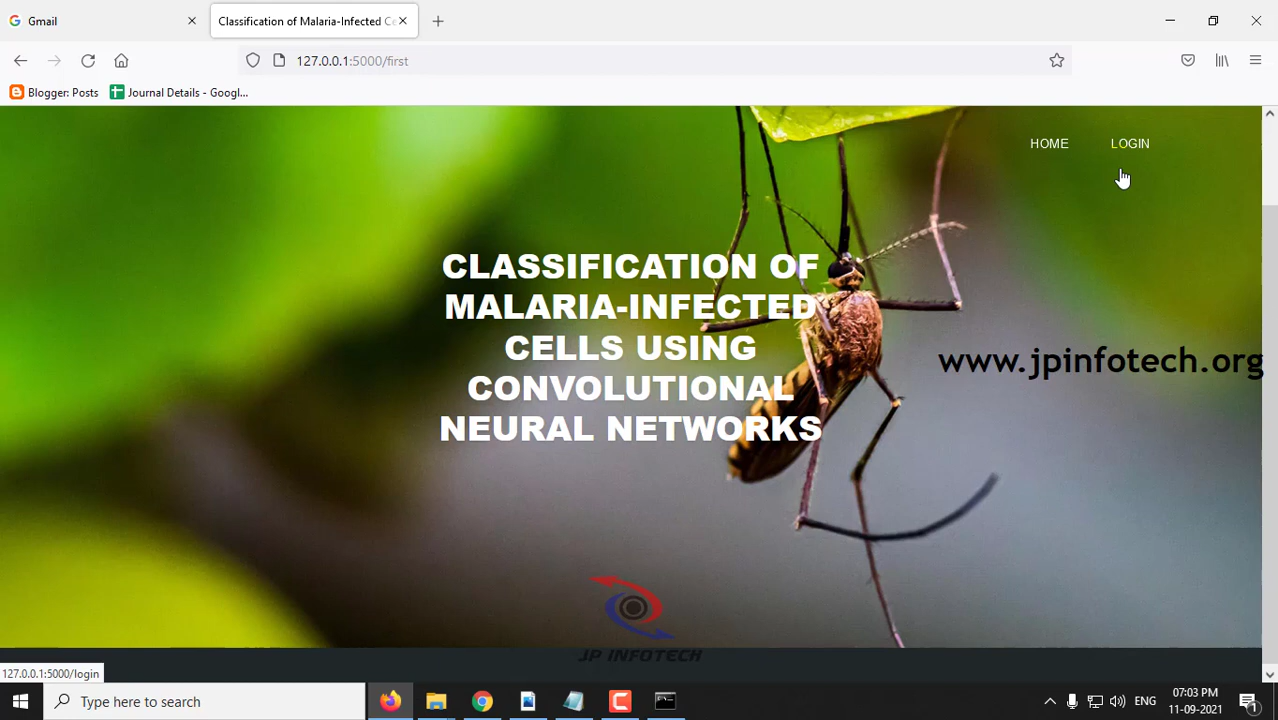 Gmail
Classification of Malaria-Infected Ce
127.0.0.1:5000/first
Blogger: Posts
Journal Details - Googl...
HOME
LOGIN
CLASSIFICATION OF
MALARIA-INFECTED
CELLS USING
CONVOLUTIONAL
NEURAL NETWORKS
www.jpinfotech.org
JP INFOTECH
127.0.0.1:5000/login
Type here to search
ENG
07:03 PM
11-09-2021
1